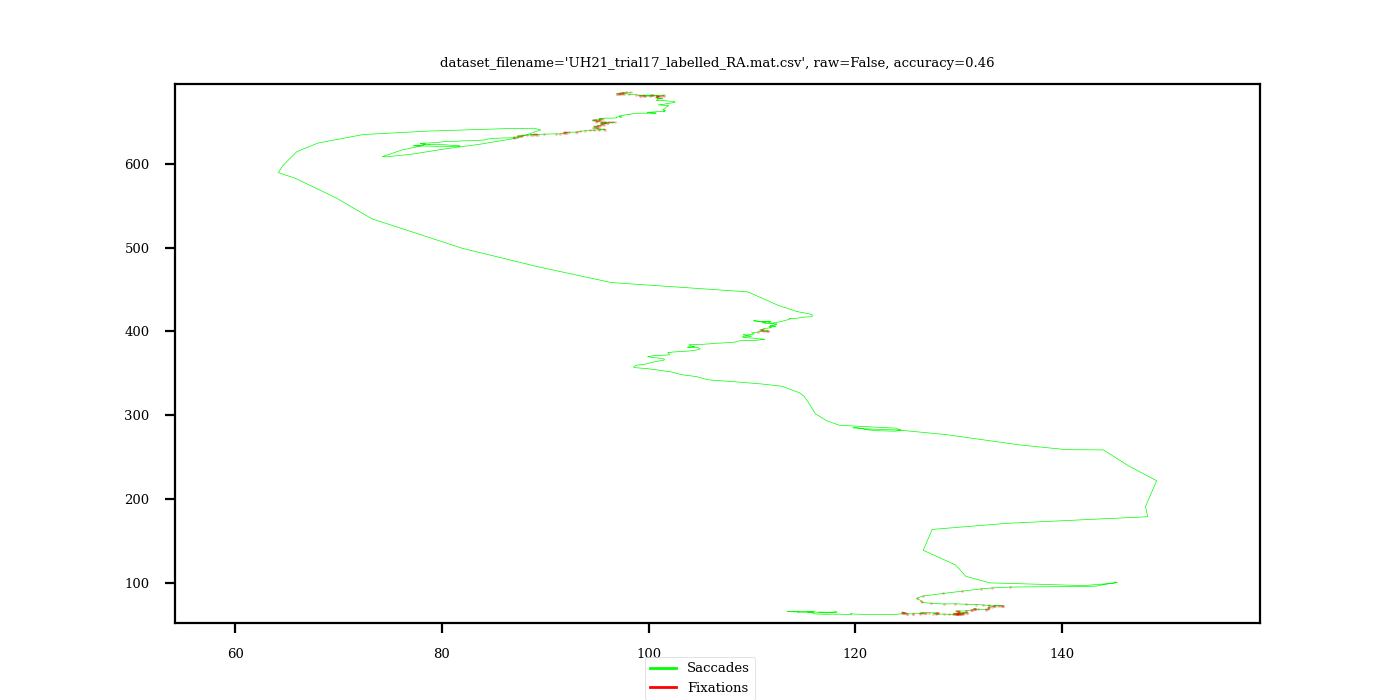 dataset_filename='UH21_trial17_labelled_RA.mat.csv', raw=False, accuracy=0.46
600
500
400
300
200
100
60 80 100 120 140
Saccades
Fixations